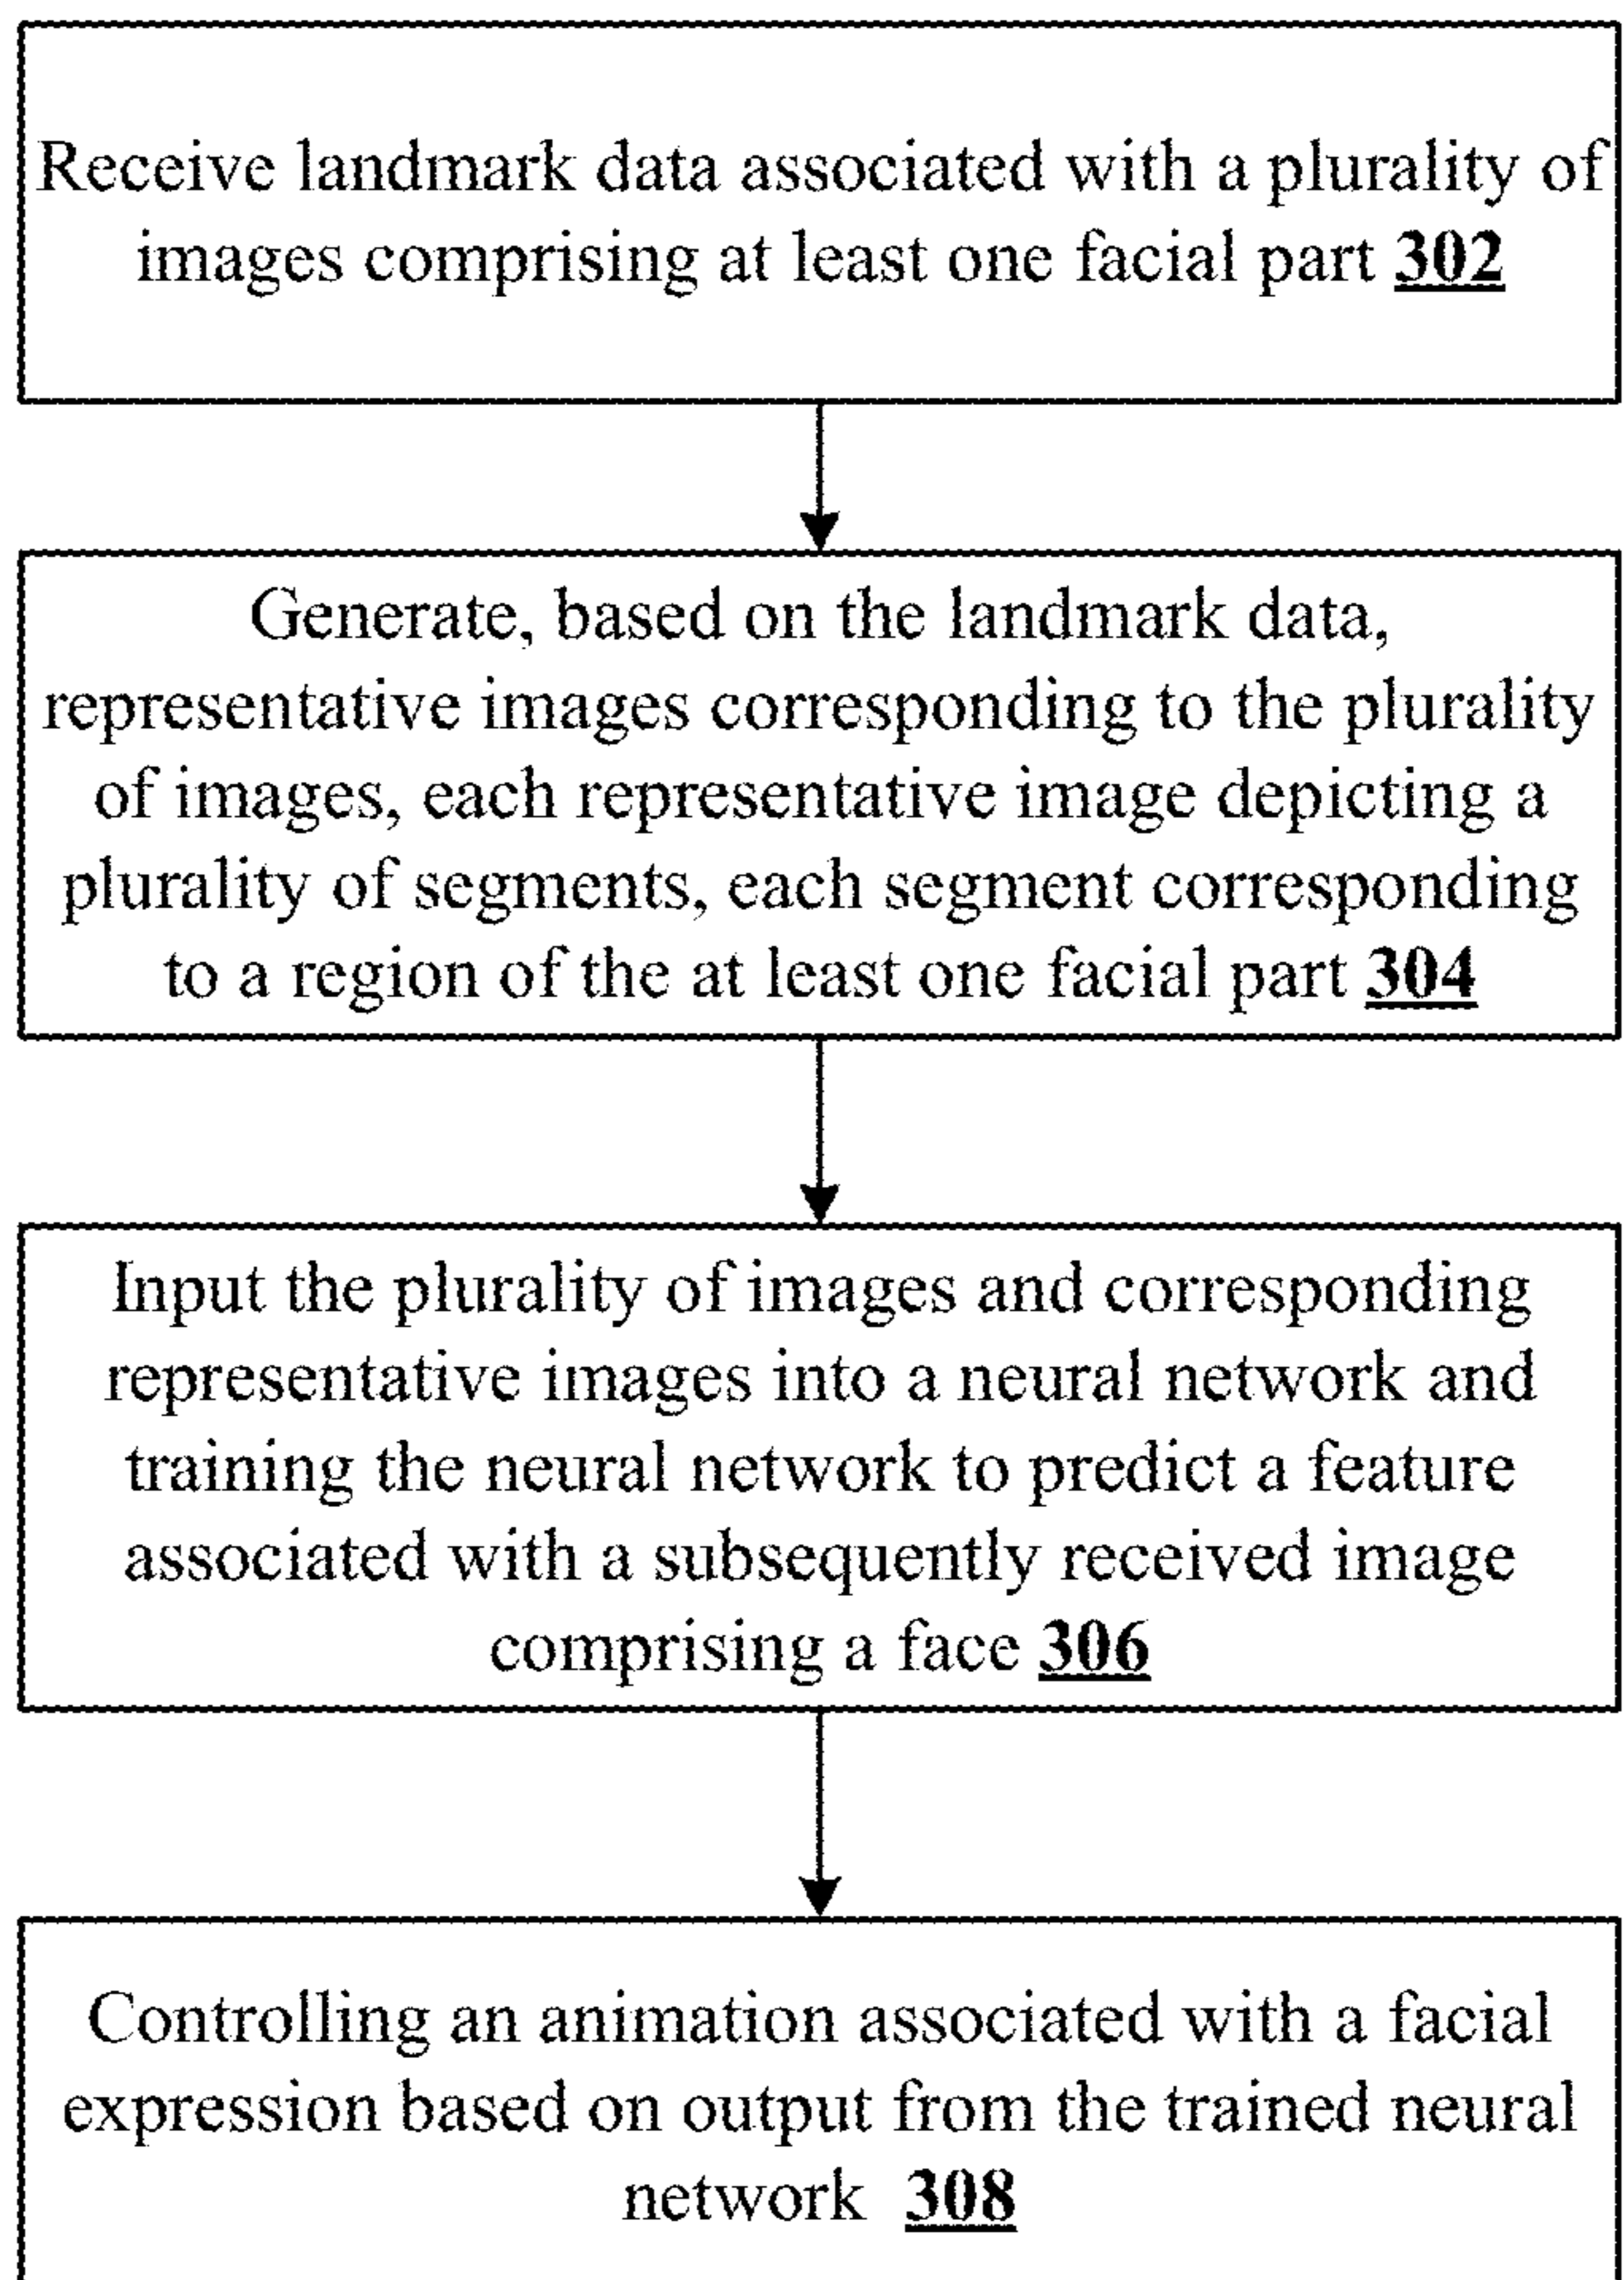 Receive landmark data associated with a plurality of
images comprising at least one facial part 302
Generate, based on the landmark data,
representative images corresponding to the plurality
of images, each representative image depicting a
plurality of segments, each segment corresponding
to a region of the at least one facial part 304
Input the plurality of images and corresponding
representative images into a neural network and
training the neural network to predict a feature
associated with a subsequently received image
comprising a face 306
Controlling an animation associated with a facial
expression based on output from the trained neural
network 308